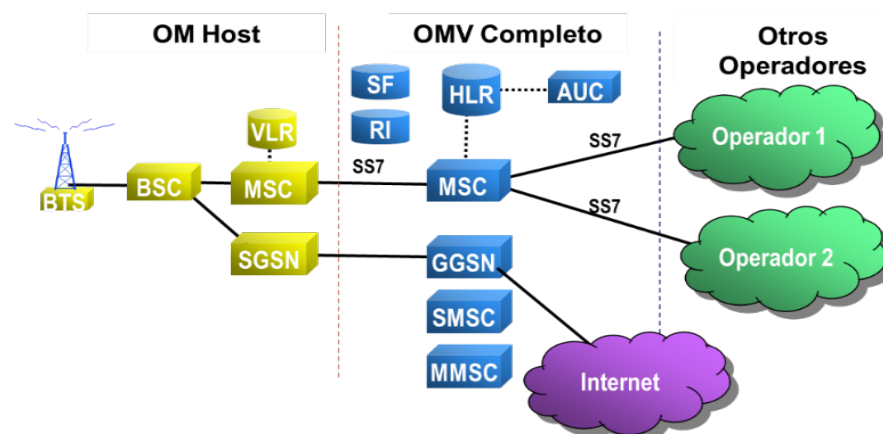 OM Host
OMV Completo
Otros
Operadores
SF
HLR
AUC
VLR
RI
Operador 1
SS7
BTS
BSC
MSC
SS7
MSC
SS7
SGSN
GGSN
Operador 2
SMSC
MMSC
Internet